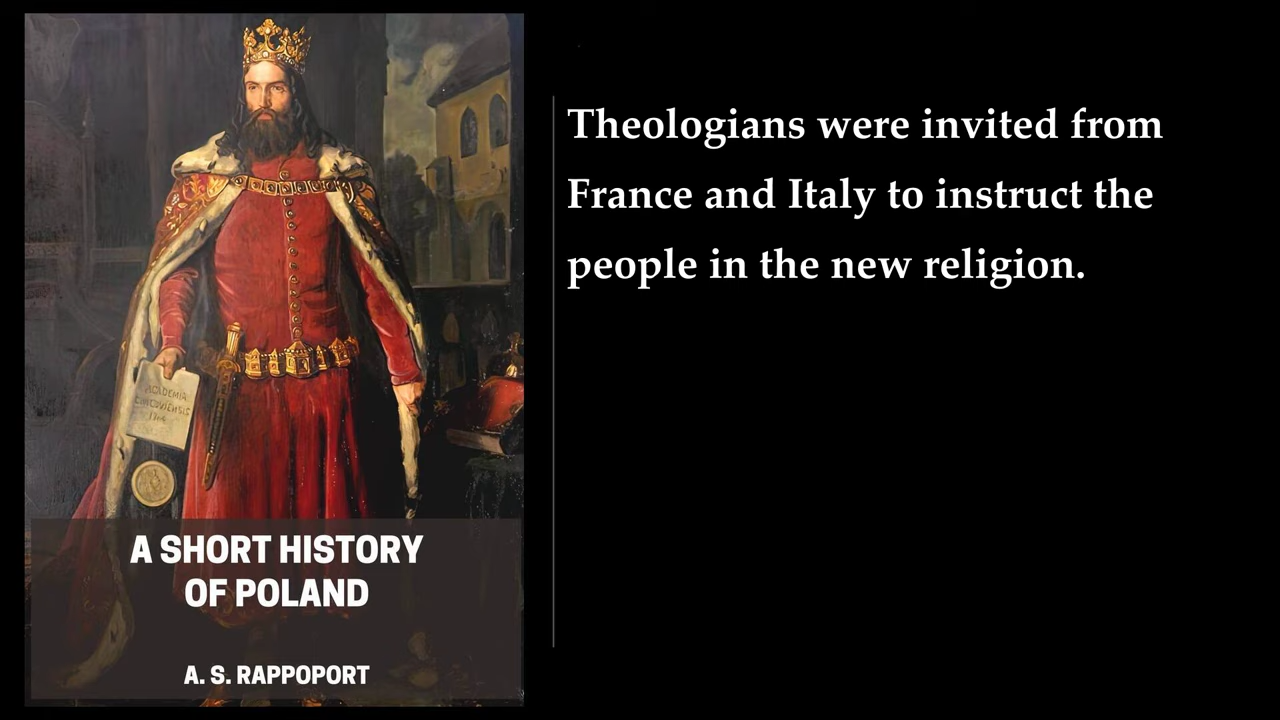 ACADEMIA
A SHORT HISTORY
OF POLAND
A. S. RAPPOPORT
Theologians were invited from
France and Italy to instruct the
people in the new religion.